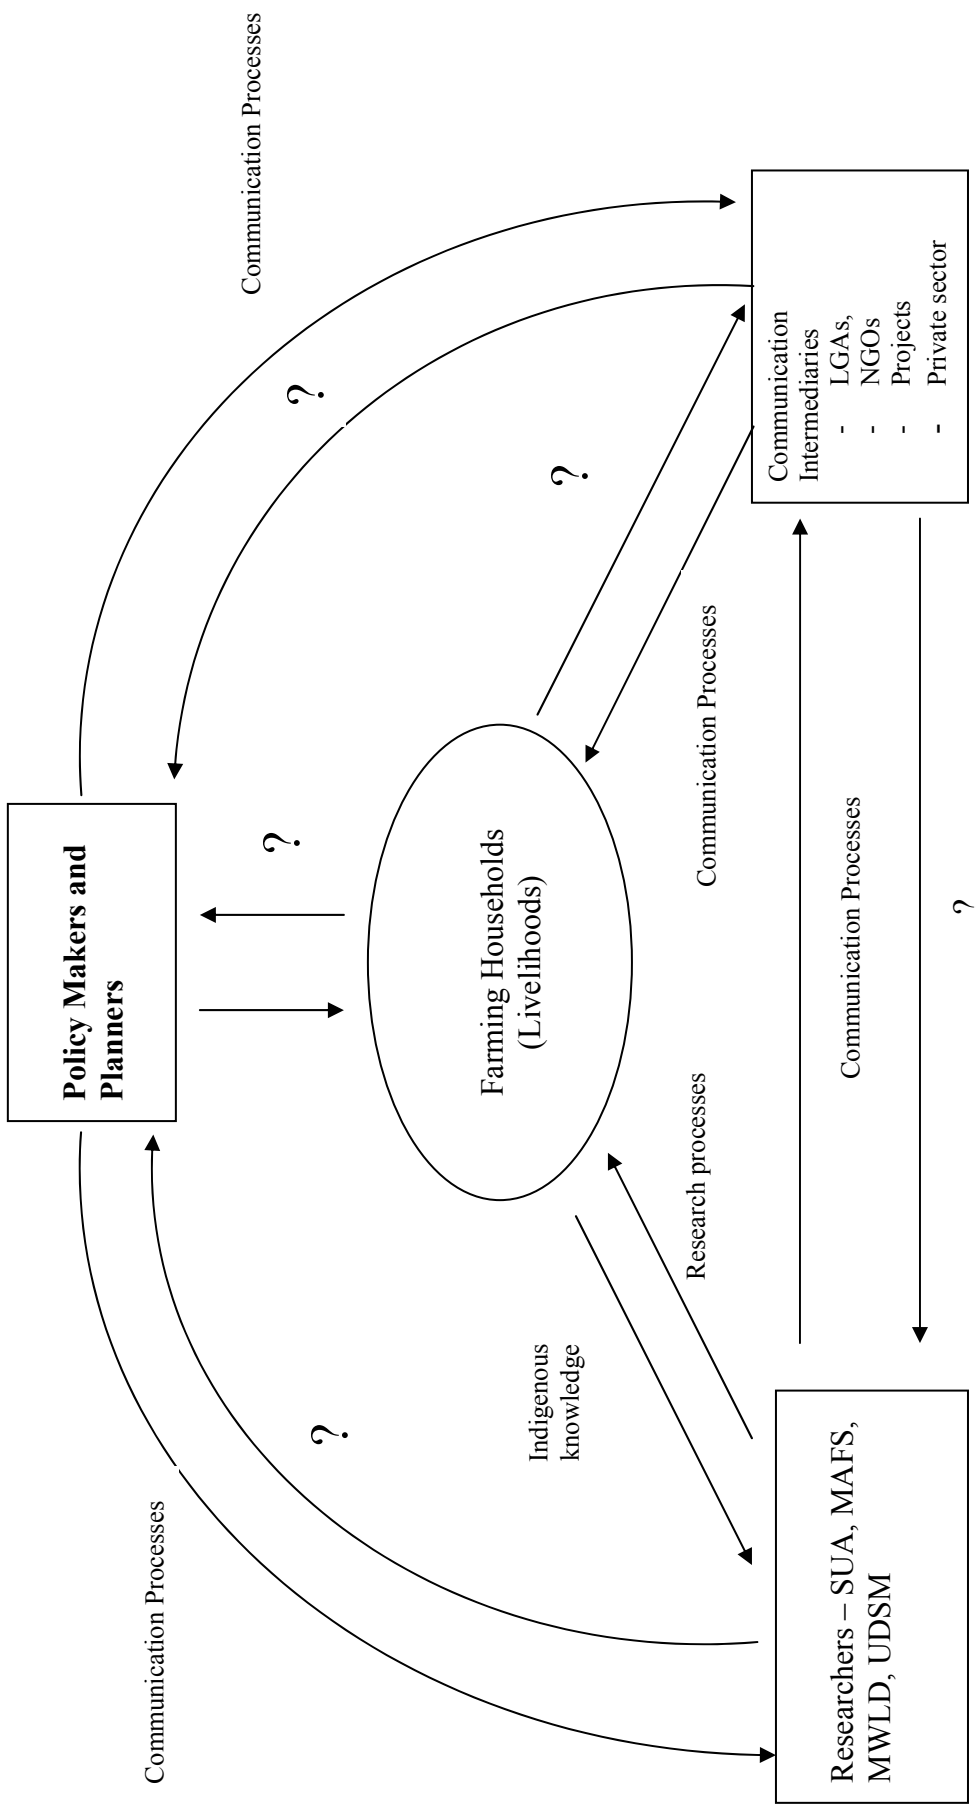 Policy Makers and
Planners
Communication Processes
Communication Processes
?
?
?
Farming Households
(Livelihoods)
Indigenous
knowledge
?
Research processes
Communication Processes
Communication
Intermediaries
- LGAs,
- NGOs
- Projects
- Private sector
Researchers – SUA, MAFS,
MWLD, UDSM
Communication Processes
?